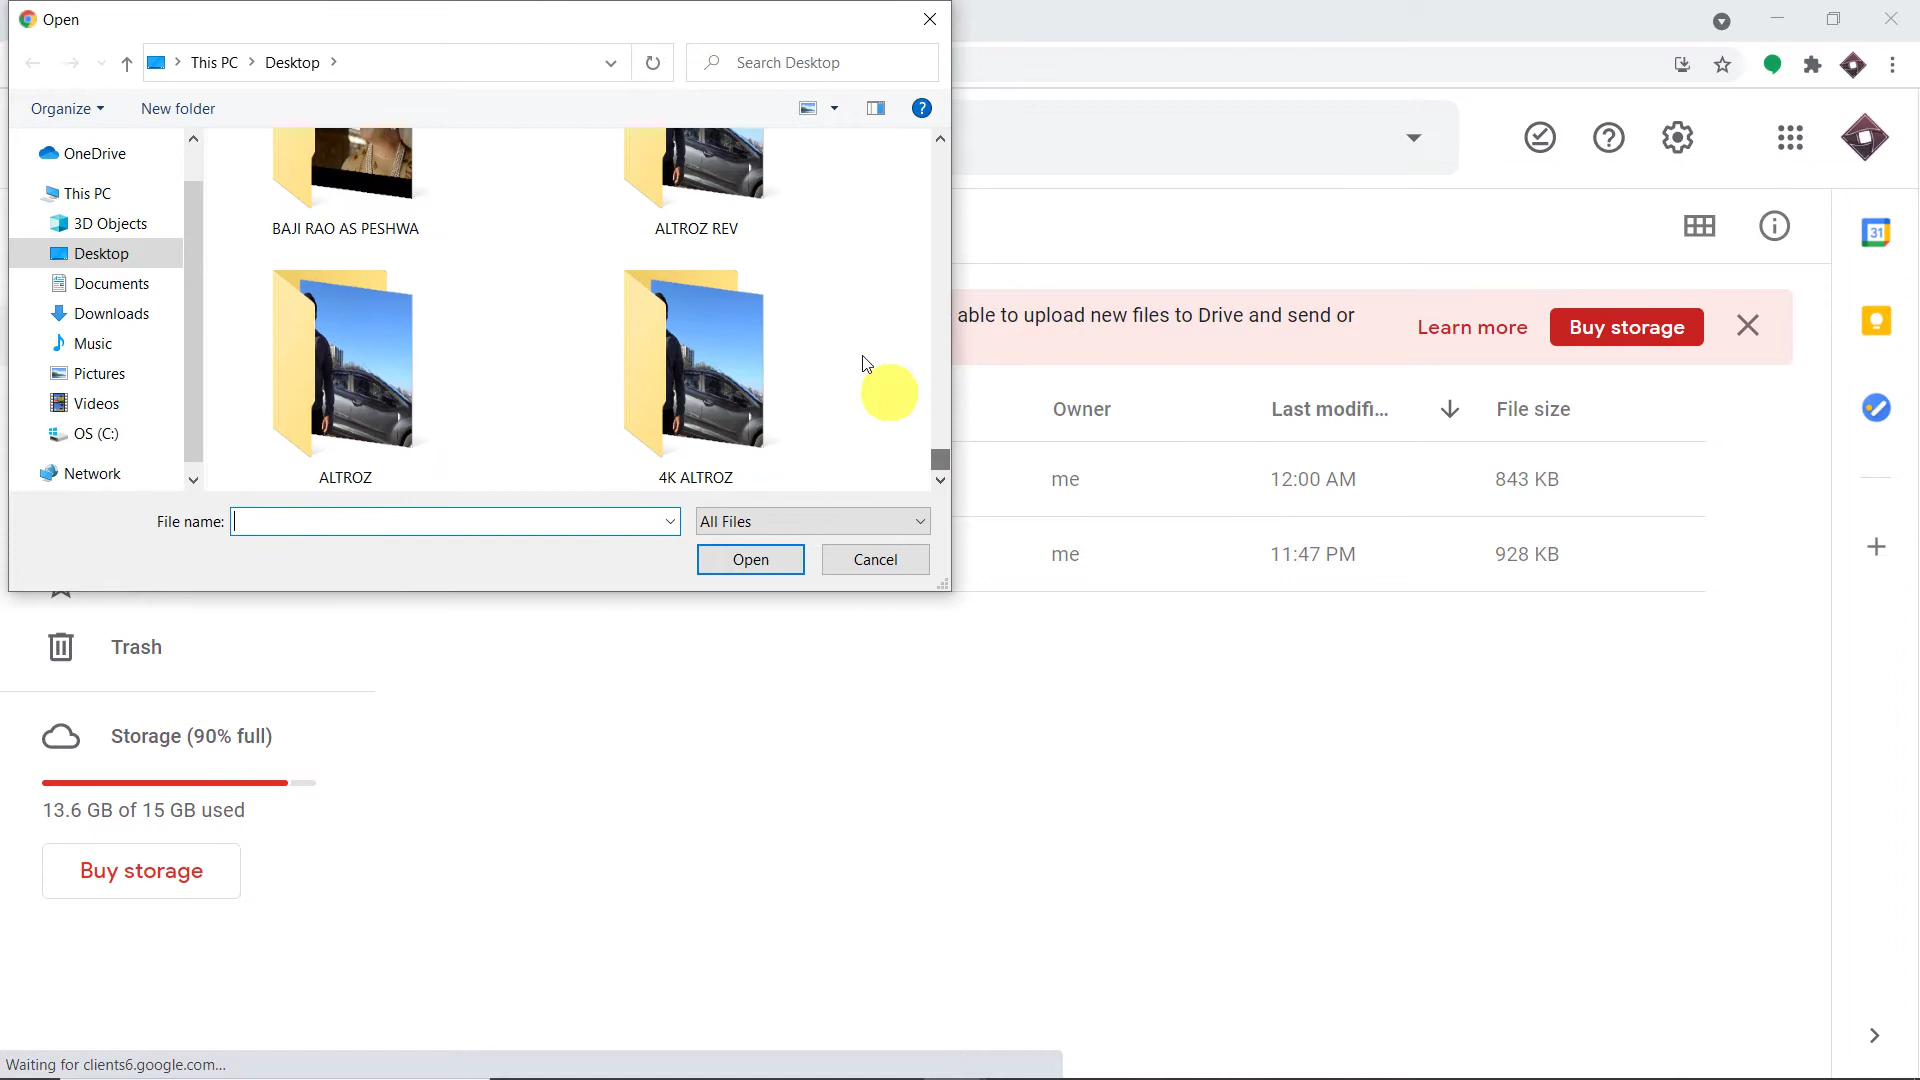 Open
This PC
Desktop
Search Desktop
Organize
New folder
OneDrive
This PC
3D Objects
Desktop
Documents
Downloads
Music
Pictures
Videos
OS (C:)
Network
BAJI RAO AS PESHWA
ALTROZ REV
ALTROZ
4K ALTROZ
File name:
All Files
Open
Cancel
31
able to upload new files to Drive and send or
Learn more
Buy storage
Owner
Last modifi...
File size
me
12:00 AM
843 KB
me
11:47 PM
928 KB
Trash
Storage (90% full)
13.6 GB of 15 GB used
Buy storage
Waiting for clients6.google.com...